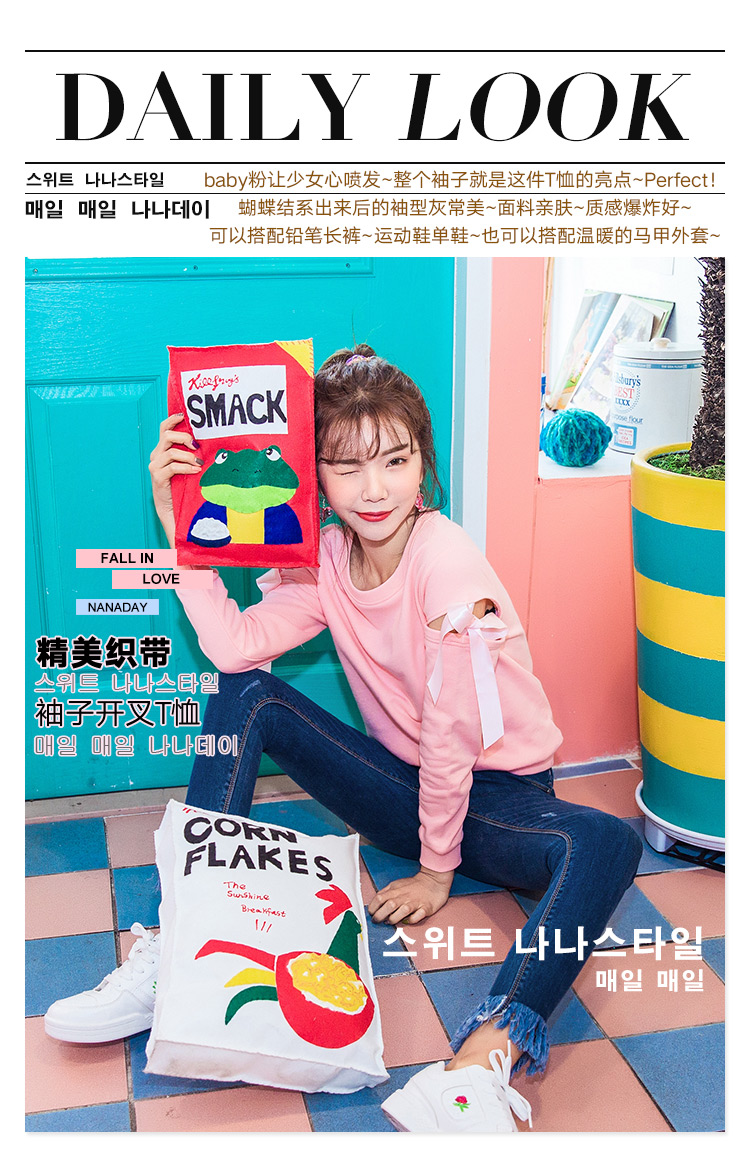 DAILY LOOK
스위트 나나스타일
baby粉让少女心喷发~整个袖子就是这件T恤的亮点~Perfect!
매일 매일 나나데이
蝴蝶结系出来后的袖型灰常美~面料亲肤~质感爆炸好~
可以搭配铅笔长裤~运动鞋单鞋~也可以搭配温暖的马甲外套~
SMACK
FALL IN
LOVE
NANADAY
精美织带
스위트 나나스타일
袖子开叉T恤
매일 매일 나나데이
CORN
FLAKES
The
Sunshine
Breakfast
스위트 나나스타일
매일 매일